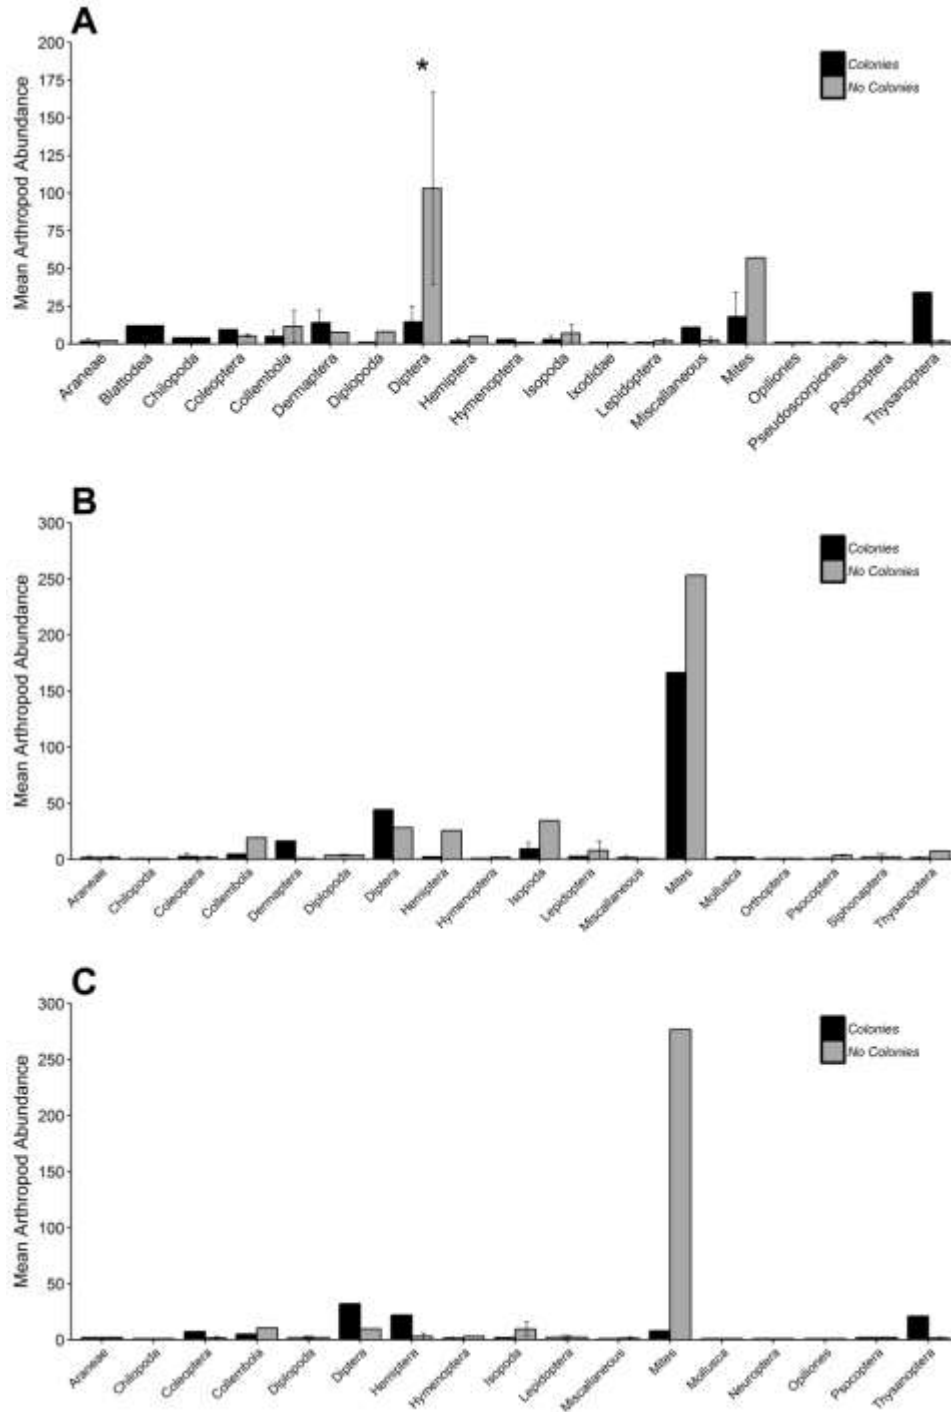 A
Mean Arthropod Abundance
200
175
150
125
100
75
50
25
0
*
Colonies
No Colonies
Araneae
Blattodea
Chilopoda
Coleoptera
Collembola
Dermaptera
Diplopoda
Diptera
Hemiptera
Hymenoptera
Isopoda
Ixodidae
Lepidoptera
Miscallaneous
Mites
Opiliones
Pseudoscorpiones
Psocoptera
Thysanoptera
B
Mean Arthropod Abundance
300
250
200
150
100
50
0
Colonies
No Colonies
Araneae
Chilopoda
Coleoptera
Collembola
Dermaptera
Diplopoda
Diptera
Hemiptera
Hymenoptera
Isopoda
Lepidoptera
Miscallaneous
Mites
Mollusca
Orthoptera
Psocoptera
Siphonaptera
Thysanoptera
C
Mean Arthropod Abundance
300
250
200
150
100
50
0
Colonies
No Colonies
Araneae
Chilopoda
Coleoptera
Collembola
Diplopoda
Diptera
Hemiptera
Hymenoptera
Isopoda
Lepidoptera
Miscallaneous
Mites
Mollusca
Neuroptera
Opiliones
Psocoptera
Thysanoptera